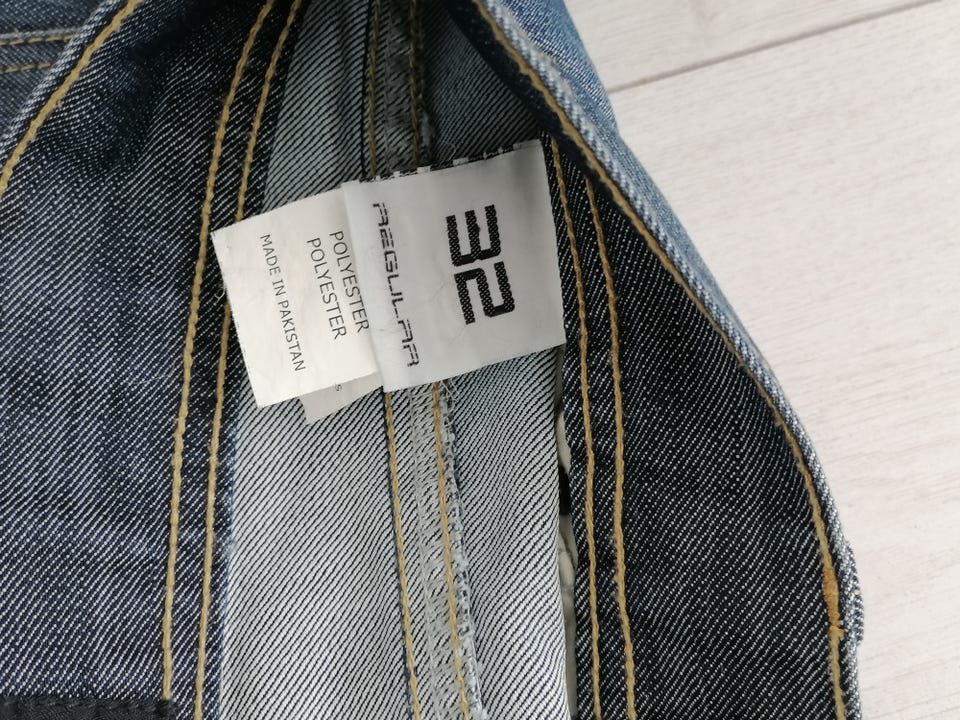 32
REGULAR
POLYESTER
POLYESTER
MADE IN PAKISTAN
s